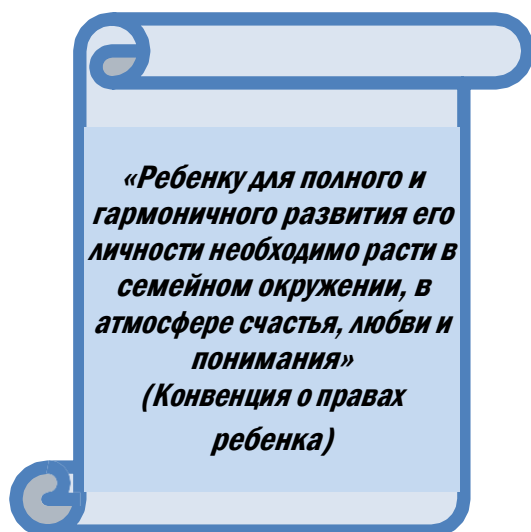 «Ребенку для полного и
гармоничного развития его
личности необходимо расти в
семейном окружении, в
атмосфере счастья, любви и
понимания»
(Конвенция о правах
ребенка)